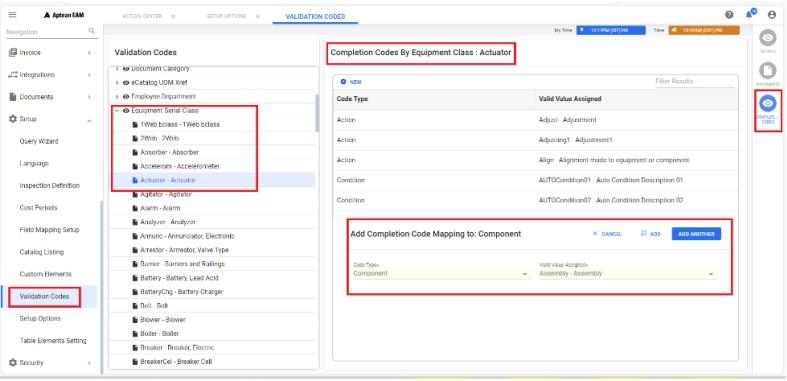 Aptean EAM
ACTION CENTER ×
SETUP OPTIONS ×
VALIDATION CODES
Navigation
My Time
Time
Invoice
Integrations
Documents
Setup
Query Wizard
Language
Inspection Definition
Cost Periods
Field Mapping Setup
Catalog Listing
Custom Elements
Validation Codes
Setup Options
Table Elements Setting
Security
Validation Codes
Document Category
eCatalog UOM Xref
Employee Department
Equipment Serial Class
1Web Eclass - 1Web Eclass
2Web - 2Web
Absorber - Absorber
Accelerom - Accelerometer
Actuator - Actuator
Agitator - Agitator
Alarm - Alarm
Analyzer - Analyzer
Annunc - Annunciator, Electronic
Arrestor - Arrestor, Valve Type
Barrier - Barriers and Railings
Battery - Battery, Lead Acid
BatteryChg - Battery Charger
Belt - Belt
Blower - Blower
Boiler - Boiler
Breaker - Breaker, Electric
BreakerCel - Breaker Cell
Completion Codes By Equipment Class : Actuator
NEW
Filter Results
Code Type Valid Value Assigned
Action Adjust - Adjustment
Action Adjusting1 - Adjustment1
Action Align - Alignment made to equipment or component
Condition AUTOCondition01 - Auto Condition Description 01
Condition AUTOCondition02 - Auto Condition Description 02
Add Completion Code Mapping to: Component
× CANCEL
ADD
ADD ANOTHER
Code Type* Valid Value Assigned*
Component Assembly - Assembly
DETAILS
DOCUMENTS
COMPLETI...
CODES